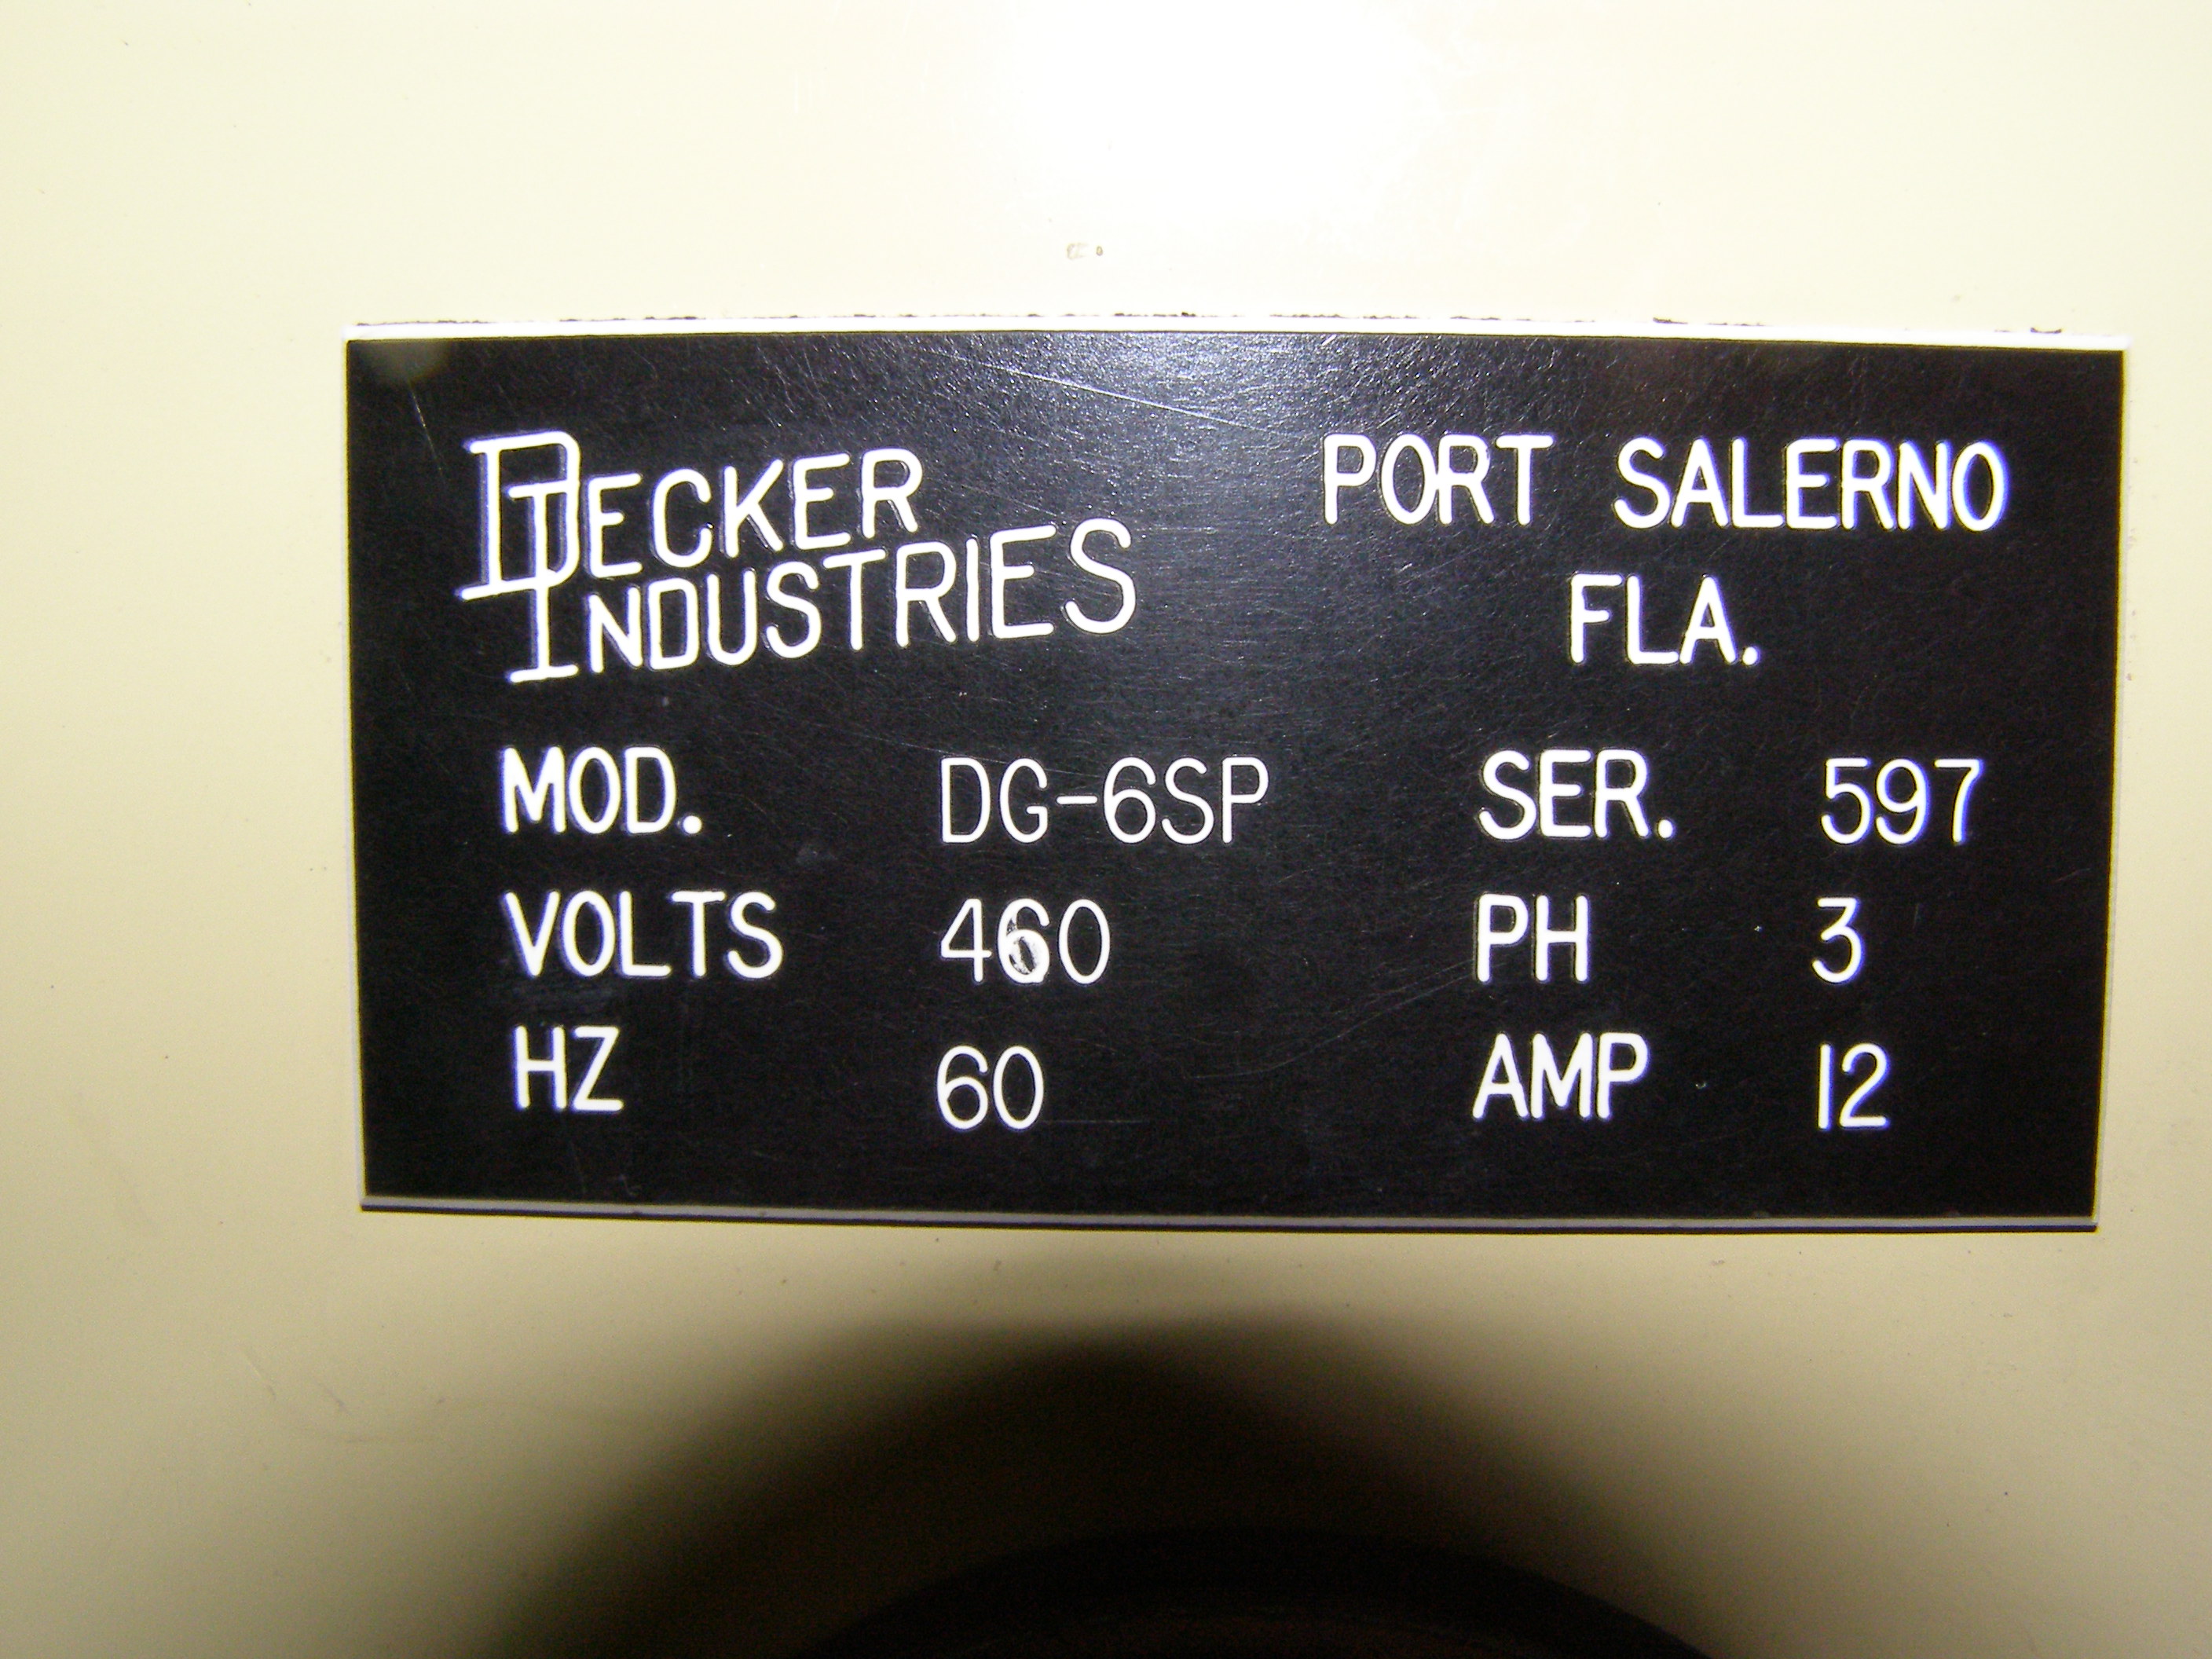 DECKER
INDUSTRIES
PORT SALERNO
FLA.
MOD. DG-6SP SER. 597
VOLTS 460 PH 3
HZ 60 AMP 12